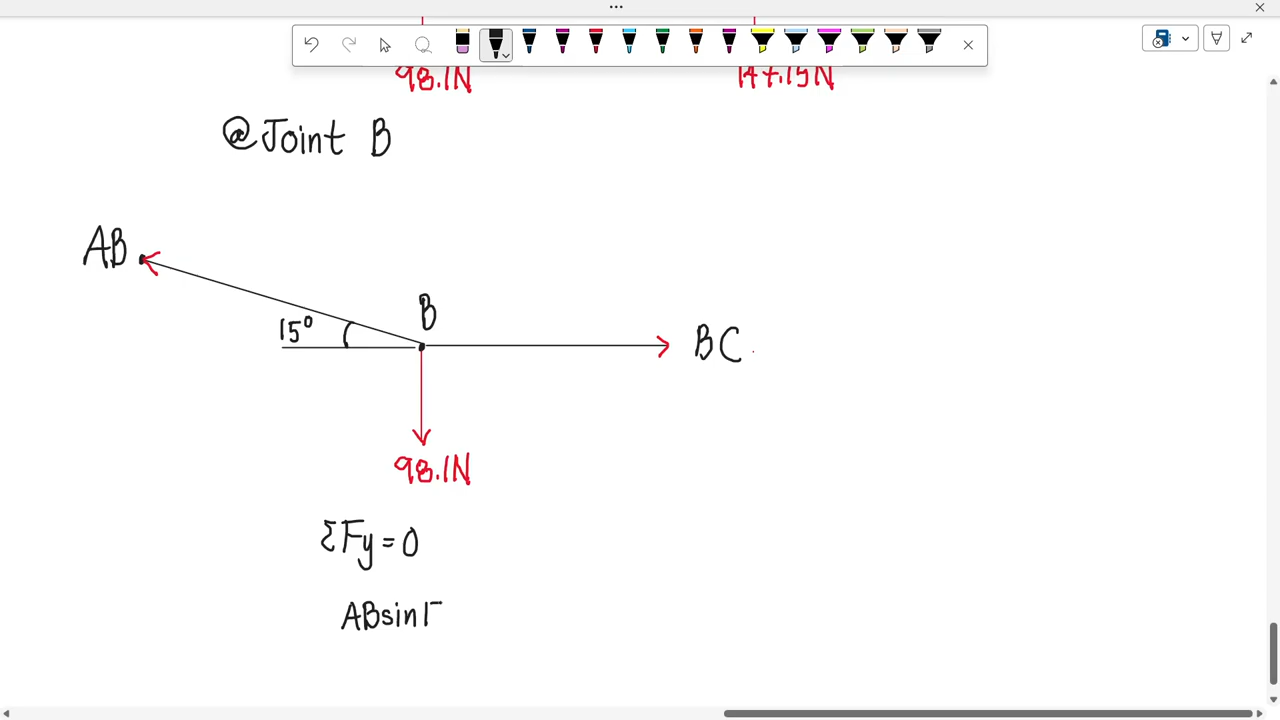 98.1N
147.15N
@Joint B
AB
B
15°
BC
98.1N
ΣFy=0
ABsin1